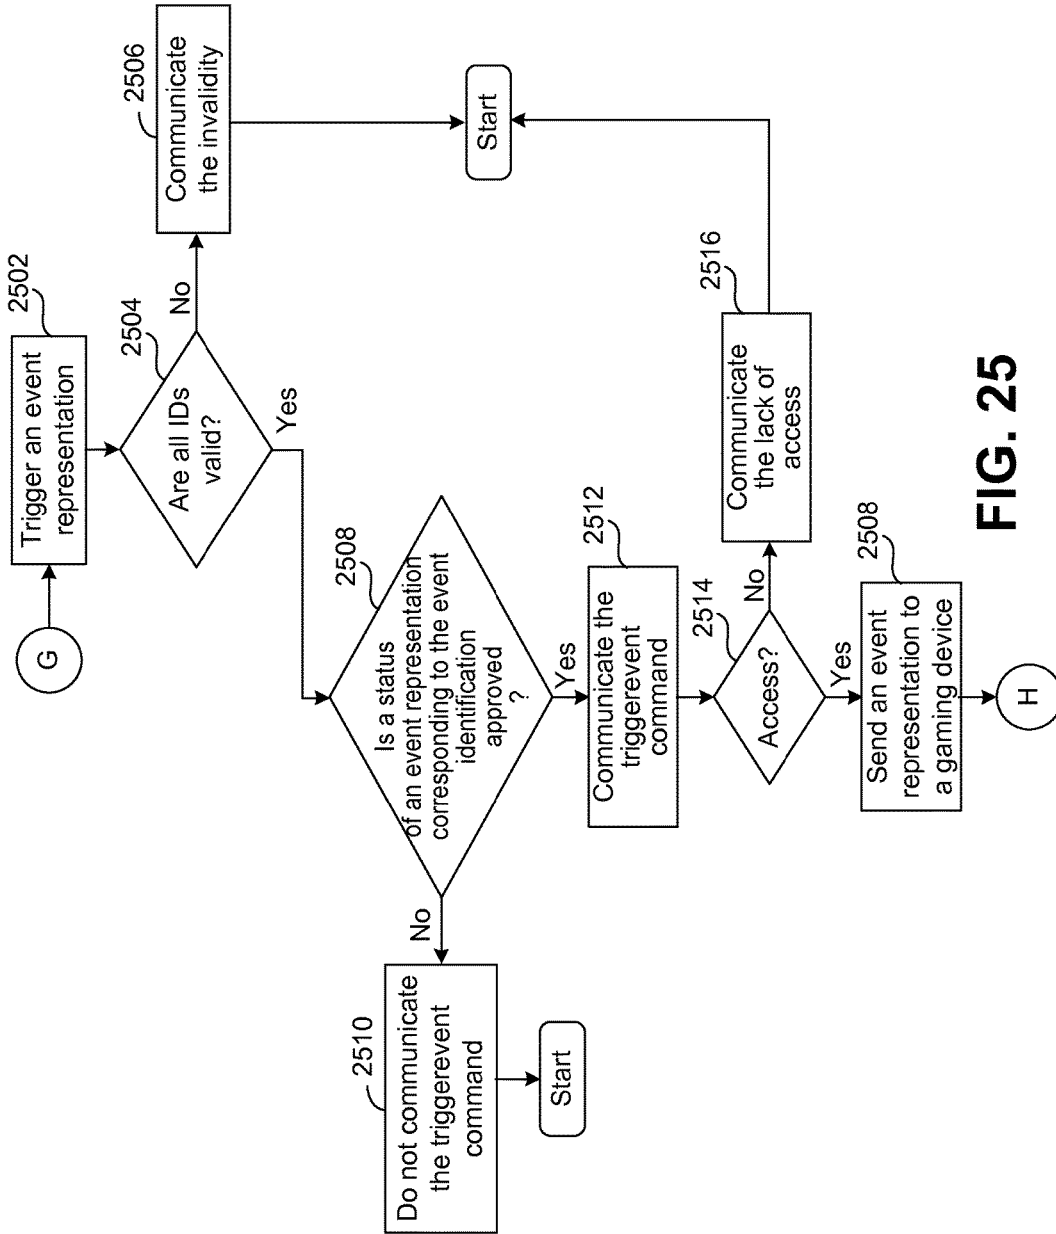 G
2502
Trigger an event
representation
2504
Are all IDs
valid?
No
2506
Communicate
the invalidity
Yes
Start
2508
Is a status
of an event representation
corresponding to the event
identification
approved
?
No
2510
Do not communicate
the triggerevent
command
Start
Yes
2512
Communicate the
triggerevent
command
2514
Access?
No
2516
Communicate
the lack of
access
Yes
2508
Send an event
representation to
a gaming device
H
FIG. 25